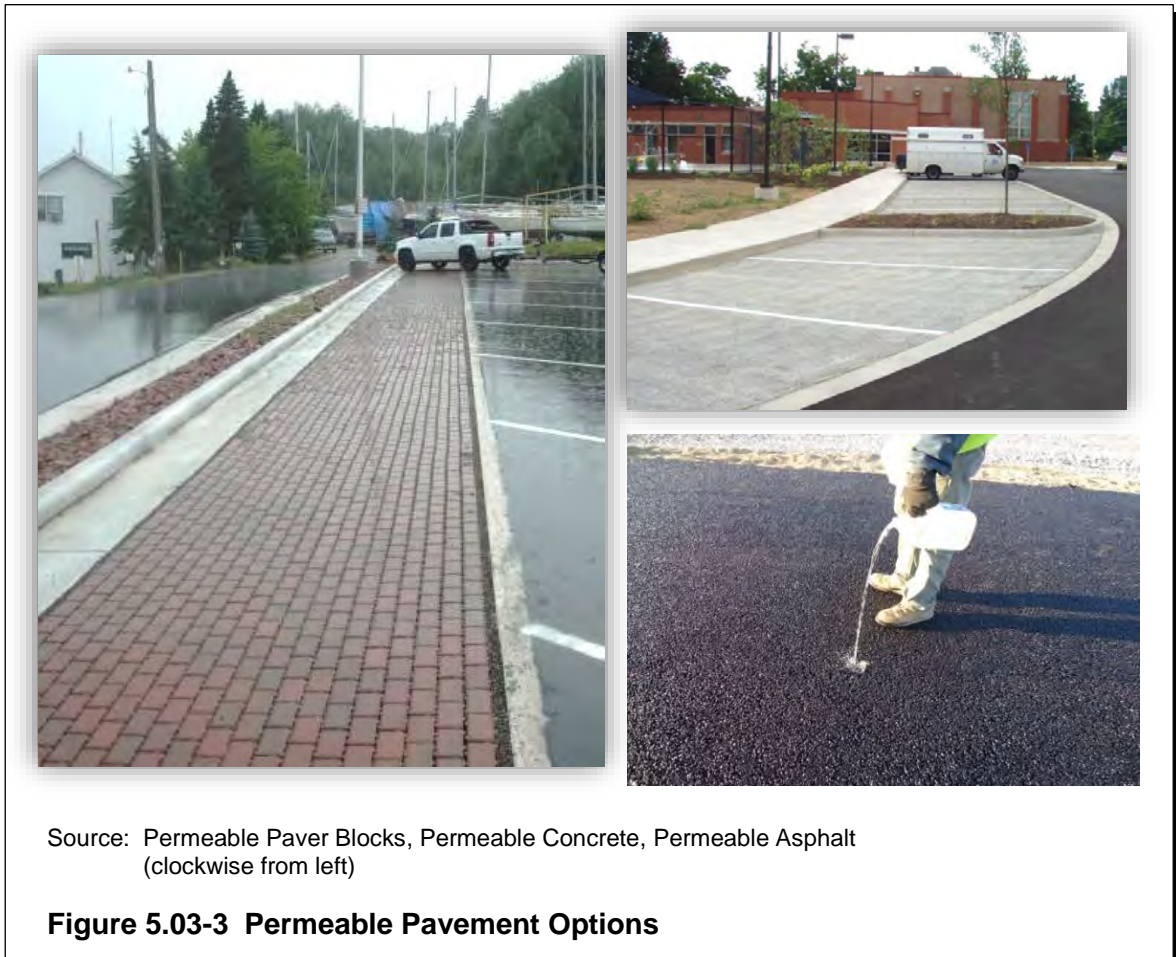 Source: Permeable Paver Blocks, Permeable Concrete, Permeable Asphalt
(clockwise from left)
Figure 5.03-3 Permeable Pavement Options